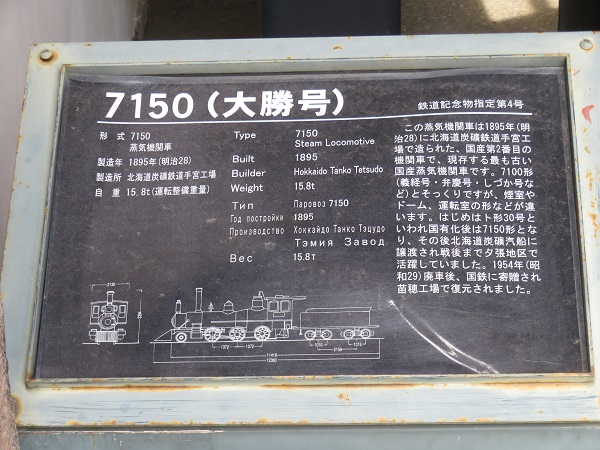 7150(大勝号)
鉄道記念物指定第4号
形 式 7150
蒸気機関車
製造年 1895年(明治28)
製造所 北海道炭礦鉄道手宮工場
自 重 15.8t(運転整備重量)
Type 7150
Steam Locomotive
Built 1895
Builder Hokkaido Tanko Tetsudo
Weight 15.8t
Тип Паровоз 7150
Год постройки 1895
Производство Хоккайдо Танко Тэцудо
Тэмия Завод
Вес 15.8т
この蒸気機関車は1895年(明
治28)に北海道炭礦鉄道手宮工
場で造られた、国産第2番目の
機関車で、現存する最も古い
国産蒸気機関車です。7100形
(義経号・弁慶号・しづか号な
ど)とそっくりですが、煙室や
ドーム、運転室の形などが違
います。はじめはト形30号と
いわれ国有化後は7150形とな
り、その後北海道炭礦汽船に
譲渡され戦後まで夕張地区で
活躍していました。1954年(昭
和29)廃車後、国鉄に寄贈され
苗穂工場で復元されました。
1372 1372